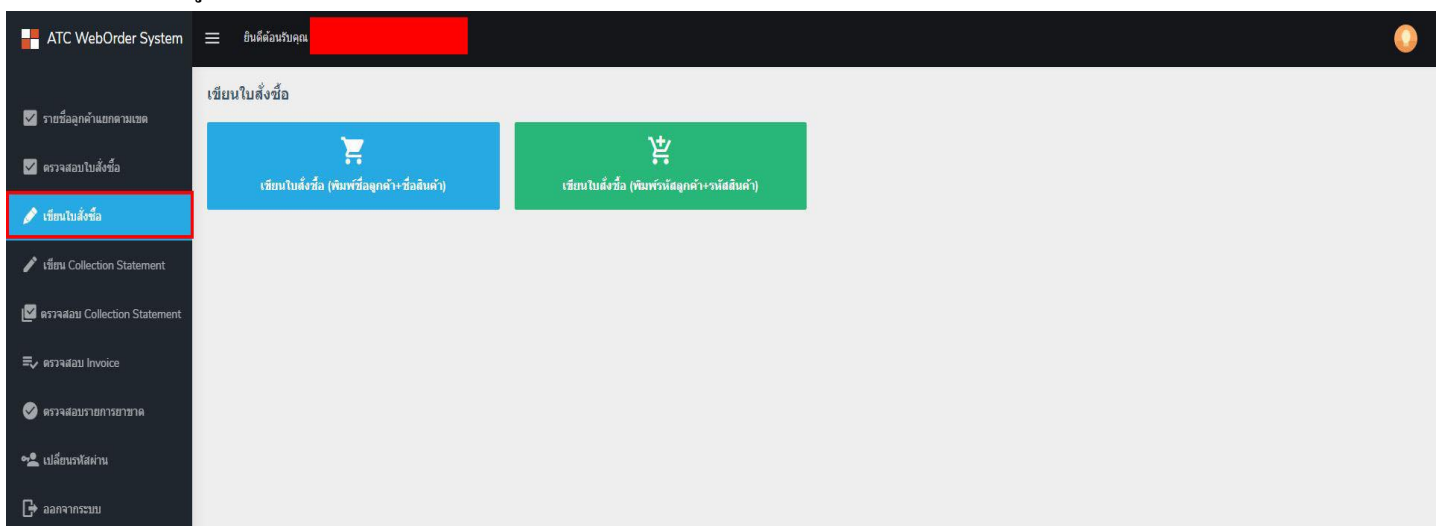 ATC WebOrder System
ยินดีต้อนรับคุณ
เขียนใบสั่งซื้อ
รายชื่อลูกค้าแยกตามเขต
ตรวจสอบใบสั่งซื้อ
เขียนใบสั่งซื้อ
เขียน Collection Statement
ตรวจสอบ Collection Statement
ตรวจสอบ Invoice
ตรวจสอบรายการยาขาด
เปลี่ยนรหัสผ่าน
ออกจากระบบ
เขียนใบสั่งซื้อ (พิมพ์ชื่อลูกค้า+ชื่อสินค้า)
เขียนใบสั่งซื้อ (พิมพ์รหัสลูกค้า+รหัสสินค้า)